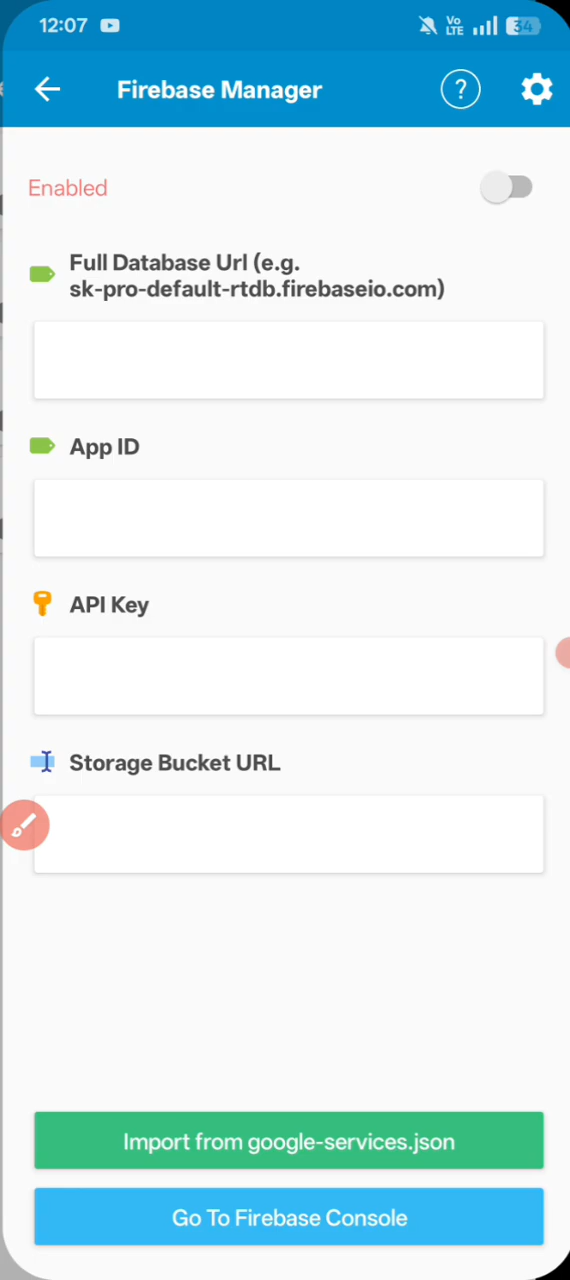 12:07
Vo
LTE
34
Firebase Manager
?
Enabled
Full Database Url (e.g.
sk-pro-default-rtdb.firebaseio.com)
App ID
API Key
Storage Bucket URL
Import from google-services.json
Go To Firebase Console